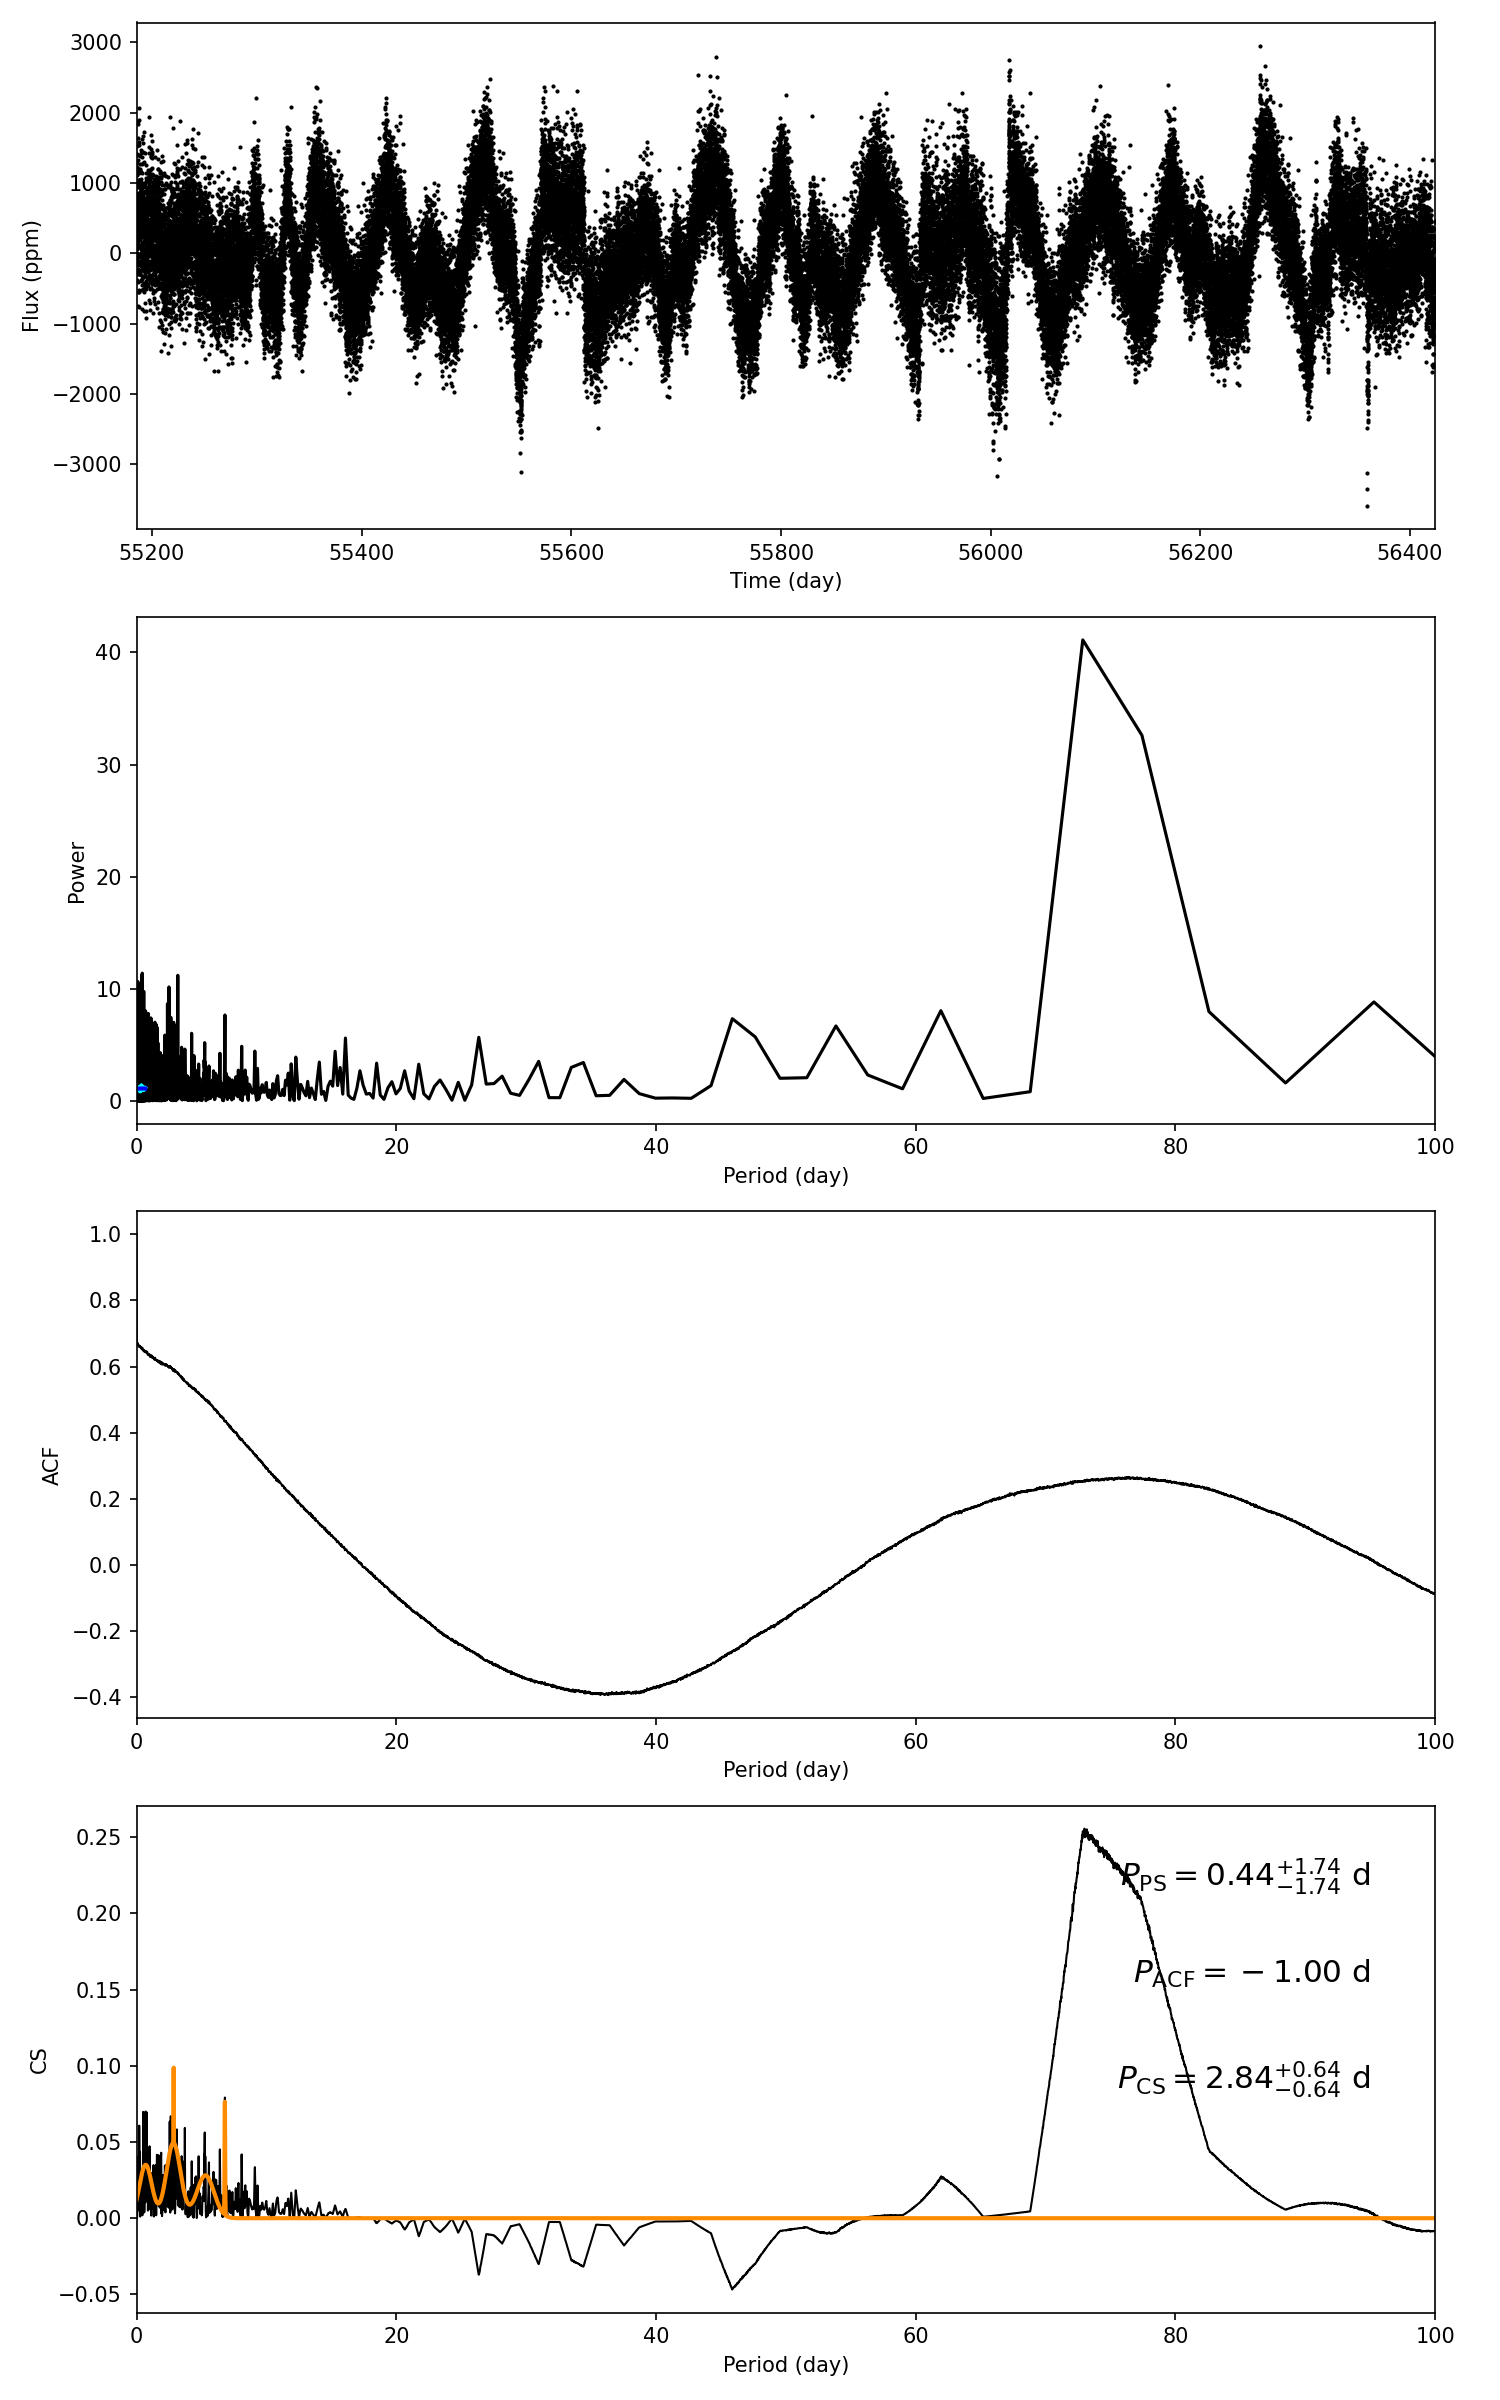 3000
2000
1000
0
−1000
−2000
−3000
Flux (ppm)
55200 55400 55600 55800 56000 56200 56400
Time (day)
40
30
20
10
0
Power
0 20 40 60 80 100
Period (day)
1.0
0.8
0.6
0.4
0.2
0.0
−0.2
−0.4
ACF
0 20 40 60 80 100
Period (day)
0.25
0.20
0.15
0.10
0.05
0.00
−0.05
CS
P_PS = 0.44 +1.74 −1.74 d
P_ACF = −1.00 d
P_CS = 2.84 +0.64 −0.64 d
0 20 40 60 80 100
Period (day)